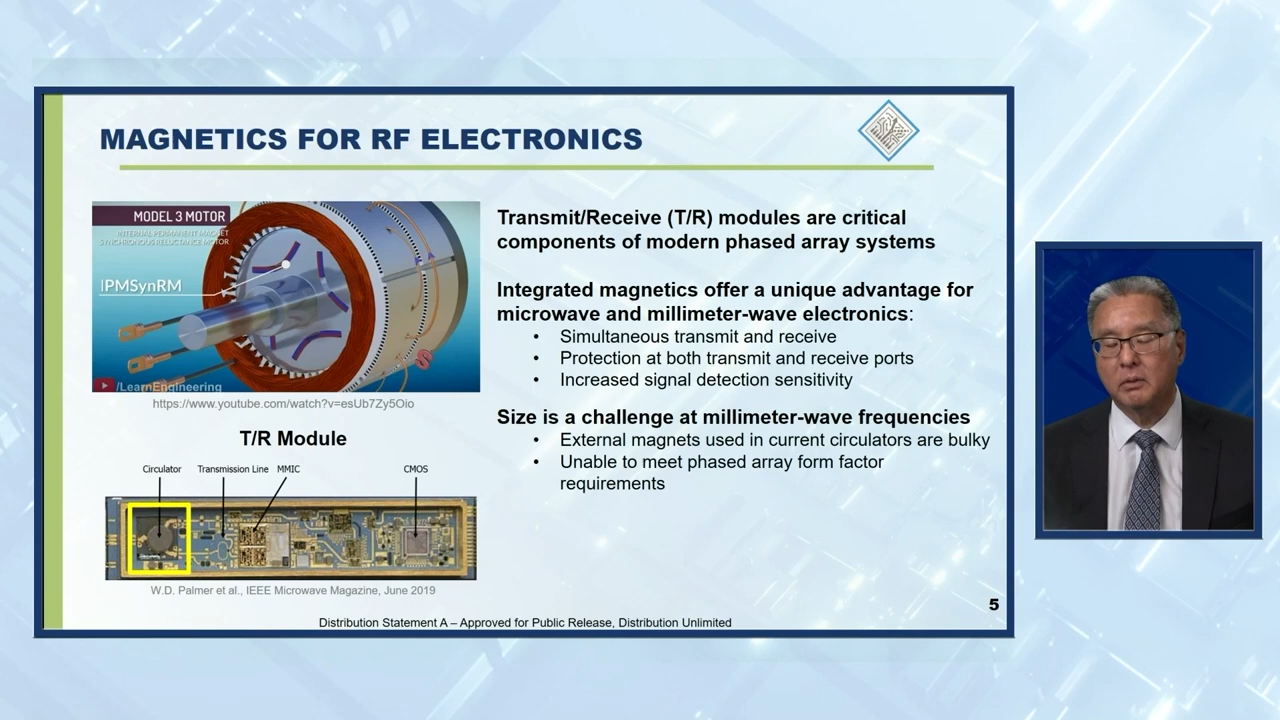 MAGNETICS FOR RF ELECTRONICS
MODEL 3 MOTOR
INTERNAL PERMANENT MAGNET
SYNCHRONOUS RELUCTANCE MOTOR
IPMSynRM
/LearnEngineering
https://www.youtube.com/watch?v=esUb7Zy5Oio
T/R Module
Circulator Transmission Line MMIC CMOS
W.D. Palmer et al., IEEE Microwave Magazine, June 2019
Transmit/Receive (T/R) modules are critical
components of modern phased array systems
Integrated magnetics offer a unique advantage for
microwave and millimeter-wave electronics:
• Simultaneous transmit and receive
• Protection at both transmit and receive ports
• Increased signal detection sensitivity
Size is a challenge at millimeter-wave frequencies
• External magnets used in current circulators are bulky
• Unable to meet phased array form factor
requirements
5
Distribution Statement A – Approved for Public Release, Distribution Unlimited